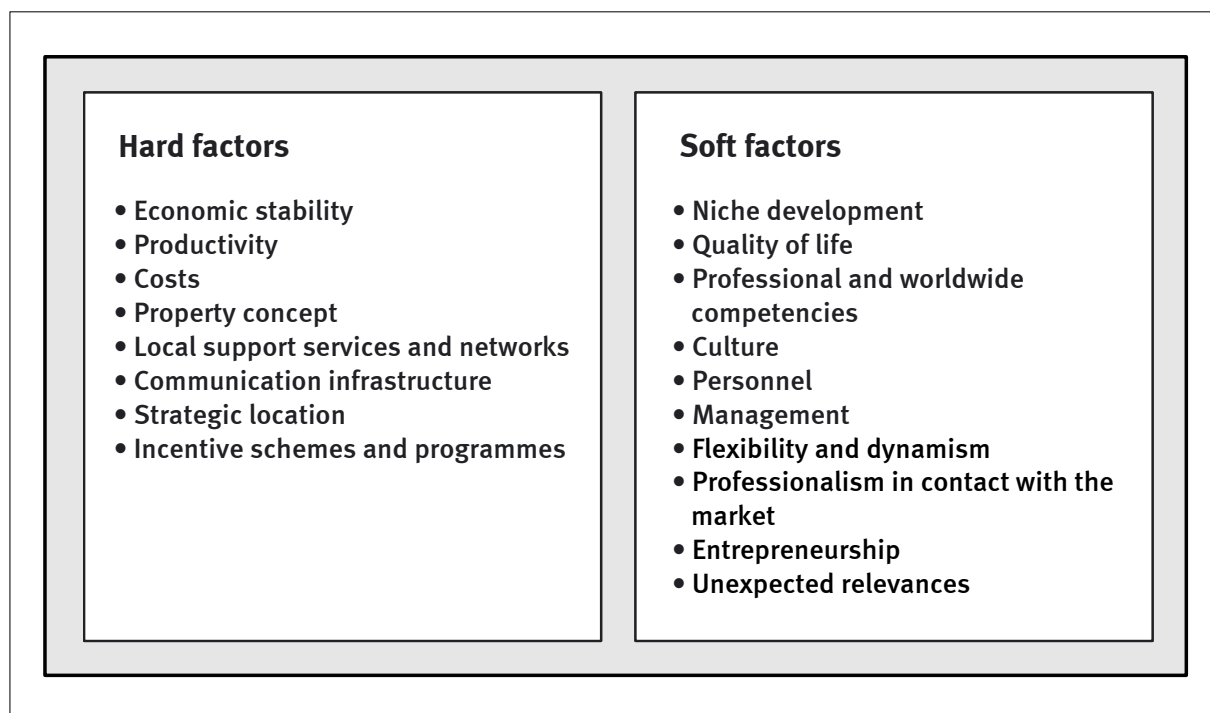 Hard factors
• Economic stability
• Productivity
• Costs
• Property concept
• Local support services and networks
• Communication infrastructure
• Strategic location
• Incentive schemes and programmes
Soft factors
• Niche development
• Quality of life
• Professional and worldwide
competencies
• Culture
• Personnel
• Management
• Flexibility and dynamism
• Professionalism in contact with the
market
• Entrepreneurship
• Unexpected relevances